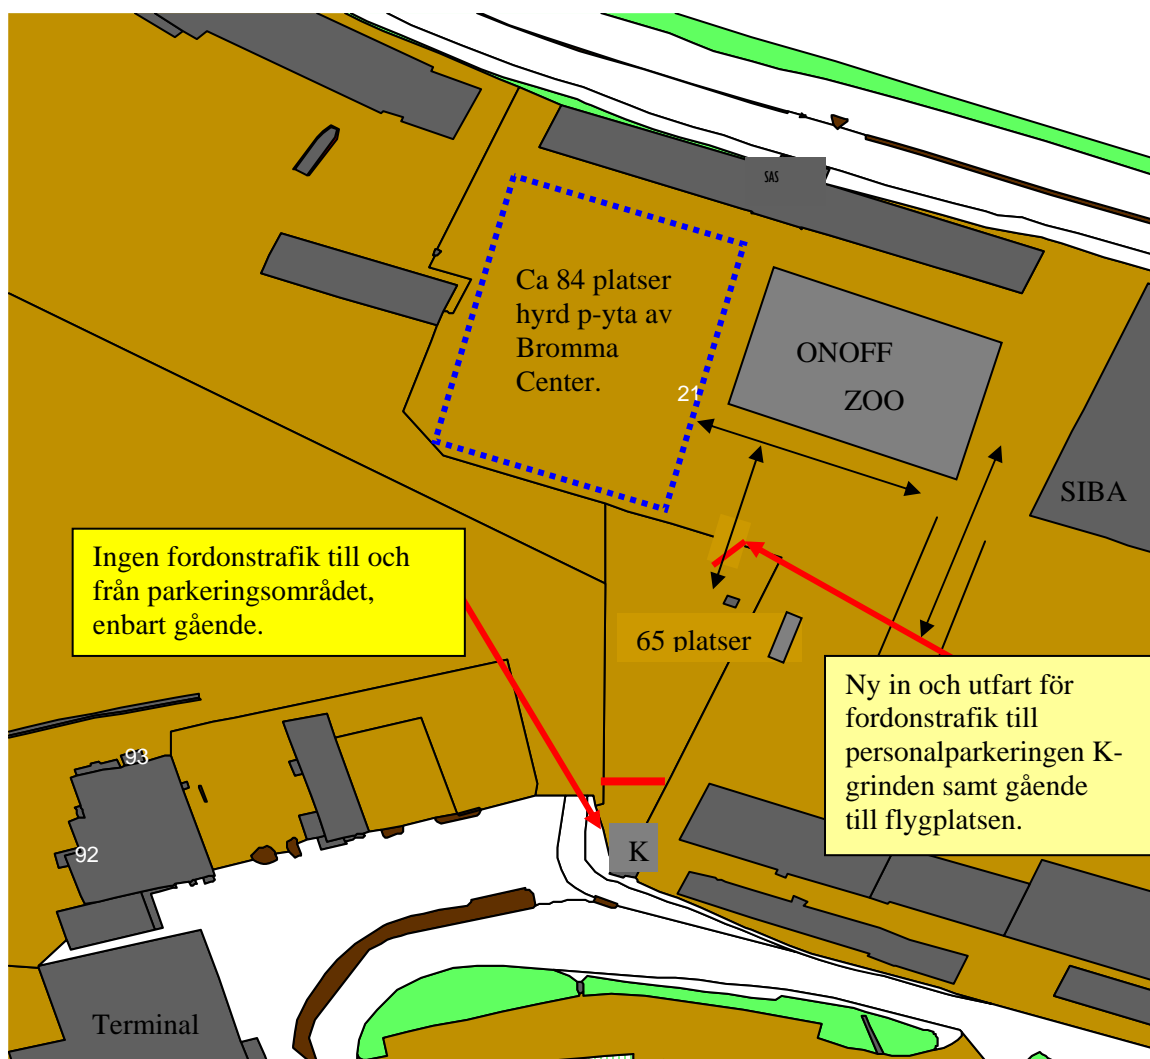 SAS
Ca 84 platser
hyrd p-yta av
Bromma
Center.
21
ONOFF
ZOO
SIBA
Ingen fordonstrafik till och
från parkeringsområdet,
enbart gående.
65 platser
Ny in och utfart för
fordonstrafik till
personalparkeringen K-
grinden samt gående
till flygplatsen.
93
92
K
Terminal